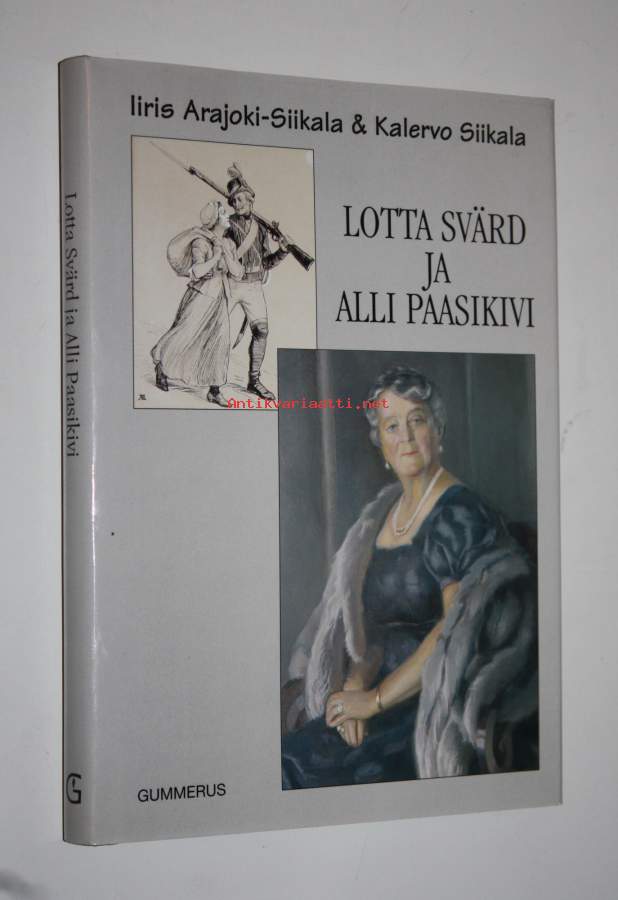 Iiris Arajoki-Siikala & Kalervo Siikala
LOTTA SVÄRD
JA
ALLI PAASIKIVI
Antikvariaatti.net
GUMMERUS
Lotta Svärd ja Alli Paasikivi
G